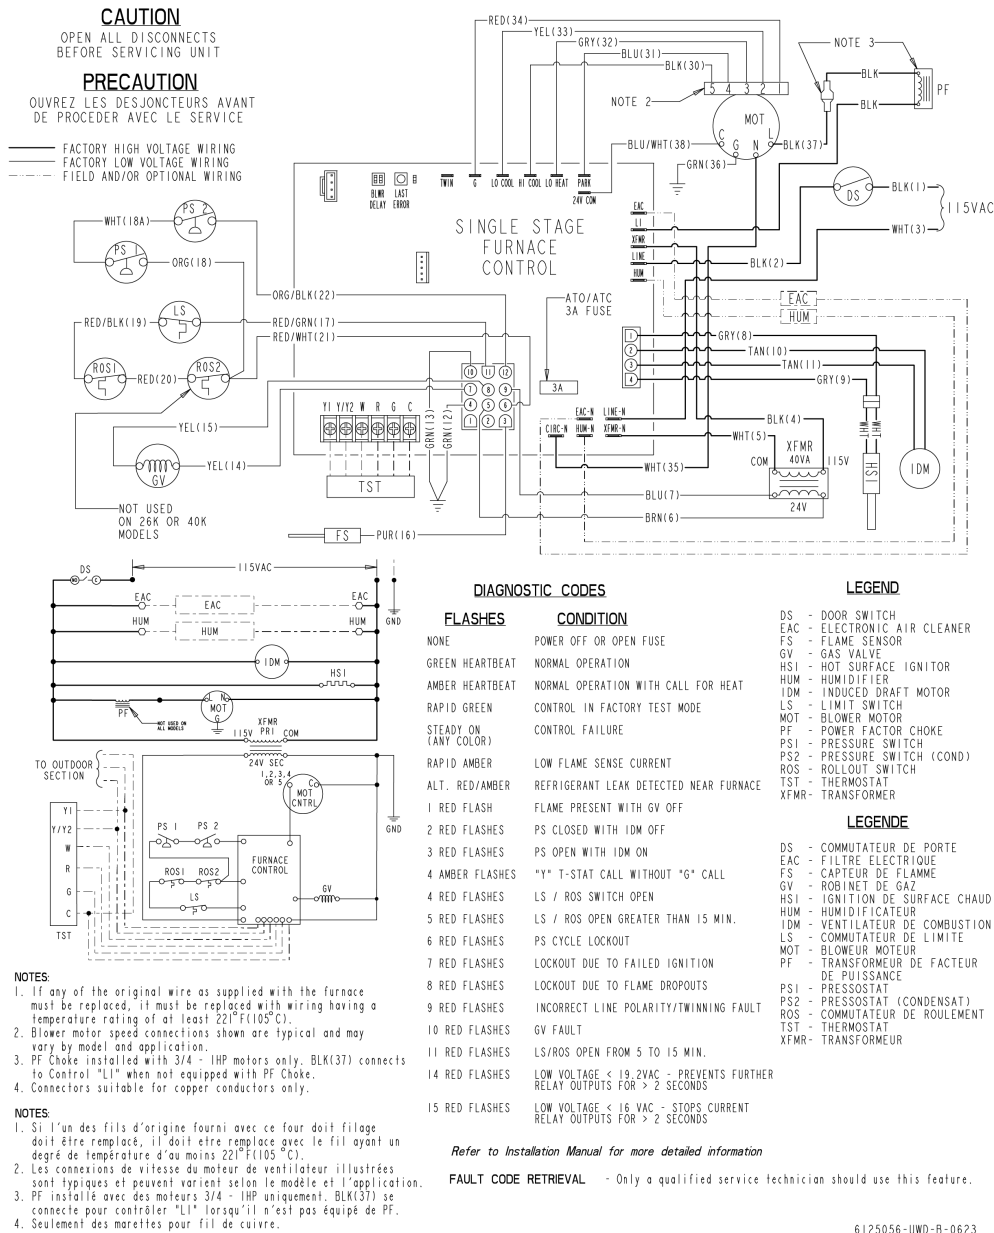 CAUTION
OPEN ALL DISCONNECTS
BEFORE SERVICING UNIT
PRECAUTION
OUVREZ LES DESJONCTEURS AVANT
DE PROCEDER AVEC LE SERVICE
FACTORY HIGH VOLTAGE WIRING
FACTORY LOW VOLTAGE WIRING
FIELD AND/OR OPTIONAL WIRING
RED(34)
YEL(33)
GRY(32)
BLU(31)
BLK(30)
NOTE 2
5 4 3 2 1
MOT
C G N L
BLU/WHT(38)
GRN(36)
BLK(37)
NOTE 3
BLK
BLK
PF
DS
BLK(1)
115VAC
WHT(3)
BLK(2)
TWIN
G
LO COOL
HI COOL
LO HEAT
PARK
24V COM
BLWR
DELAY
LAST
ERROR
SINGLE STAGE
FURNACE
CONTROL
EAC
L1
XFMR
LINE
HUM
PS 2
WHT(18A)
PS 1
ORG(18)
ORG/BLK(22)
LS
RED/BLK(19)
RED/GRN(17)
RED/WHT(21)
ROS1
RED(20)
ROS2
YEL(15)
GV
YEL(14)
NOT USED
ON 26K OR 40K
MODELS
ATO/ATC
3A FUSE
3A
EAC
HUM
1
2
3
4
GRY(8)
TAN(10)
TAN(11)
GRY(9)
10 11 12
7 8 9
4 5 6
1 2 3
Y1 Y/Y2 W R G C
TST
GRN(13)
GRN(12)
EAC-N LINE-N
CIRC-N HUM-N XFMR-N
BLK(4)
WHT(5)
XFMR
40VA
COM
115V
24V
WHT
WHT
HSI
IDM
WHT(35)
BLU(7)
BRN(6)
FS
PUR(16)
DS
NO C
115VAC
EAC
EAC
EAC
HUM
HUM
HUM
GND
IDM
HSI
PF
NOT USED ON
ALL MODELS
L N
MOT
G
XFMR
115V PRI COM
24V SEC
TO OUTDOOR
SECTION
1,2,3,4
OR 5
C
MOT
CNTRL
GND
Y1
Y/Y2
W
R
G
C
TST
PS 1
PS 2
ROS1
ROS2
LS
FURNACE
CONTROL
GV
DIAGNOSTIC CODES
FLASHES CONDITION
NONE POWER OFF OR OPEN FUSE
GREEN HEARTBEAT NORMAL OPERATION
AMBER HEARTBEAT NORMAL OPERATION WITH CALL FOR HEAT
RAPID GREEN CONTROL IN FACTORY TEST MODE
STEADY ON CONTROL FAILURE
(ANY COLOR)
RAPID AMBER LOW FLAME SENSE CURRENT
ALT. RED/AMBER REFRIGERANT LEAK DETECTED NEAR FURNACE
1 RED FLASH FLAME PRESENT WITH GV OFF
2 RED FLASHES PS CLOSED WITH IDM OFF
3 RED FLASHES PS OPEN WITH IDM ON
4 AMBER FLASHES "Y" T-STAT CALL WITHOUT "G" CALL
4 RED FLASHES LS / ROS SWITCH OPEN
5 RED FLASHES LS / ROS OPEN GREATER THAN 15 MIN.
6 RED FLASHES PS CYCLE LOCKOUT
7 RED FLASHES LOCKOUT DUE TO FAILED IGNITION
8 RED FLASHES LOCKOUT DUE TO FLAME DROPOUTS
9 RED FLASHES INCORRECT LINE POLARITY/TWINNING FAULT
10 RED FLASHES GV FAULT
11 RED FLASHES LS/ROS OPEN FROM 5 TO 15 MIN.
14 RED FLASHES LOW VOLTAGE < 19.2VAC - PREVENTS FURTHER
RELAY OUTPUTS FOR > 2 SECONDS
15 RED FLASHES LOW VOLTAGE < 16 VAC - STOPS CURRENT
RELAY OUTPUTS FOR > 2 SECONDS
Refer to Installation Manual for more detailed information
FAULT CODE RETRIEVAL - Only a qualified service technician should use this feature.
LEGEND
DS - DOOR SWITCH
EAC - ELECTRONIC AIR CLEANER
FS - FLAME SENSOR
GV - GAS VALVE
HSI - HOT SURFACE IGNITOR
HUM - HUMIDIFIER
IDM - INDUCED DRAFT MOTOR
LS - LIMIT SWITCH
MOT - BLOWER MOTOR
PF - POWER FACTOR CHOKE
PS1 - PRESSURE SWITCH
PS2 - PRESSURE SWITCH (COND)
ROS - ROLLOUT SWITCH
TST - THERMOSTAT
XFMR- TRANSFORMER
LEGENDE
DS - COMMUTATEUR DE PORTE
EAC - FILTRE ELECTRIQUE
FS - CAPTEUR DE FLAMME
GV - ROBINET DE GAZ
HSI - IGNITION DE SURFACE CHAUD
HUM - HUMIDIFICATEUR
IDM - VENTILATEUR DE COMBUSTION
LS - COMMUTATEUR DE LIMITE
MOT - BLOWEUR MOTEUR
PF - TRANSFORMEUR DE FACTEUR
DE PUISSANCE
PS1 - PRESSOSTAT
PS2 - PRESSOSTAT (CONDENSAT)
ROS - COMMUTATEUR DE ROULEMENT
TST - THERMOSTAT
XFMR- TRANSFORMEUR
NOTES:
1. If any of the original wire as supplied with the furnace
must be replaced, it must be replaced with wiring having a
temperature rating of at least 221°F(105°C).
2. Blower motor speed connections shown are typical and may
vary by model and application.
3. PF Choke installed with 3/4 - 1HP motors only. BLK(37) connects
to Control "L1" when not equipped with PF Choke.
4. Connectors suitable for copper conductors only.
NOTES:
1. Si l'un des fils d'origine fourni avec ce four doit filage
doit être remplacé, il doit etre remplace avec le fil ayant un
degré de température d'au moins 221°F(105 °C).
2. Les connexions de vitesse du moteur de ventilateur illustrées
sont typiques et peuvent varient selon le modèle et l'application.
3. PF installé avec des moteurs 3/4 - 1HP uniquement. BLK(37) se
connecte pour contrôler "L1" lorsqu'il n'est pas équipé de PF.
4. Seulement des marettes pour fil de cuivre.
6125056-UWD-B-0623